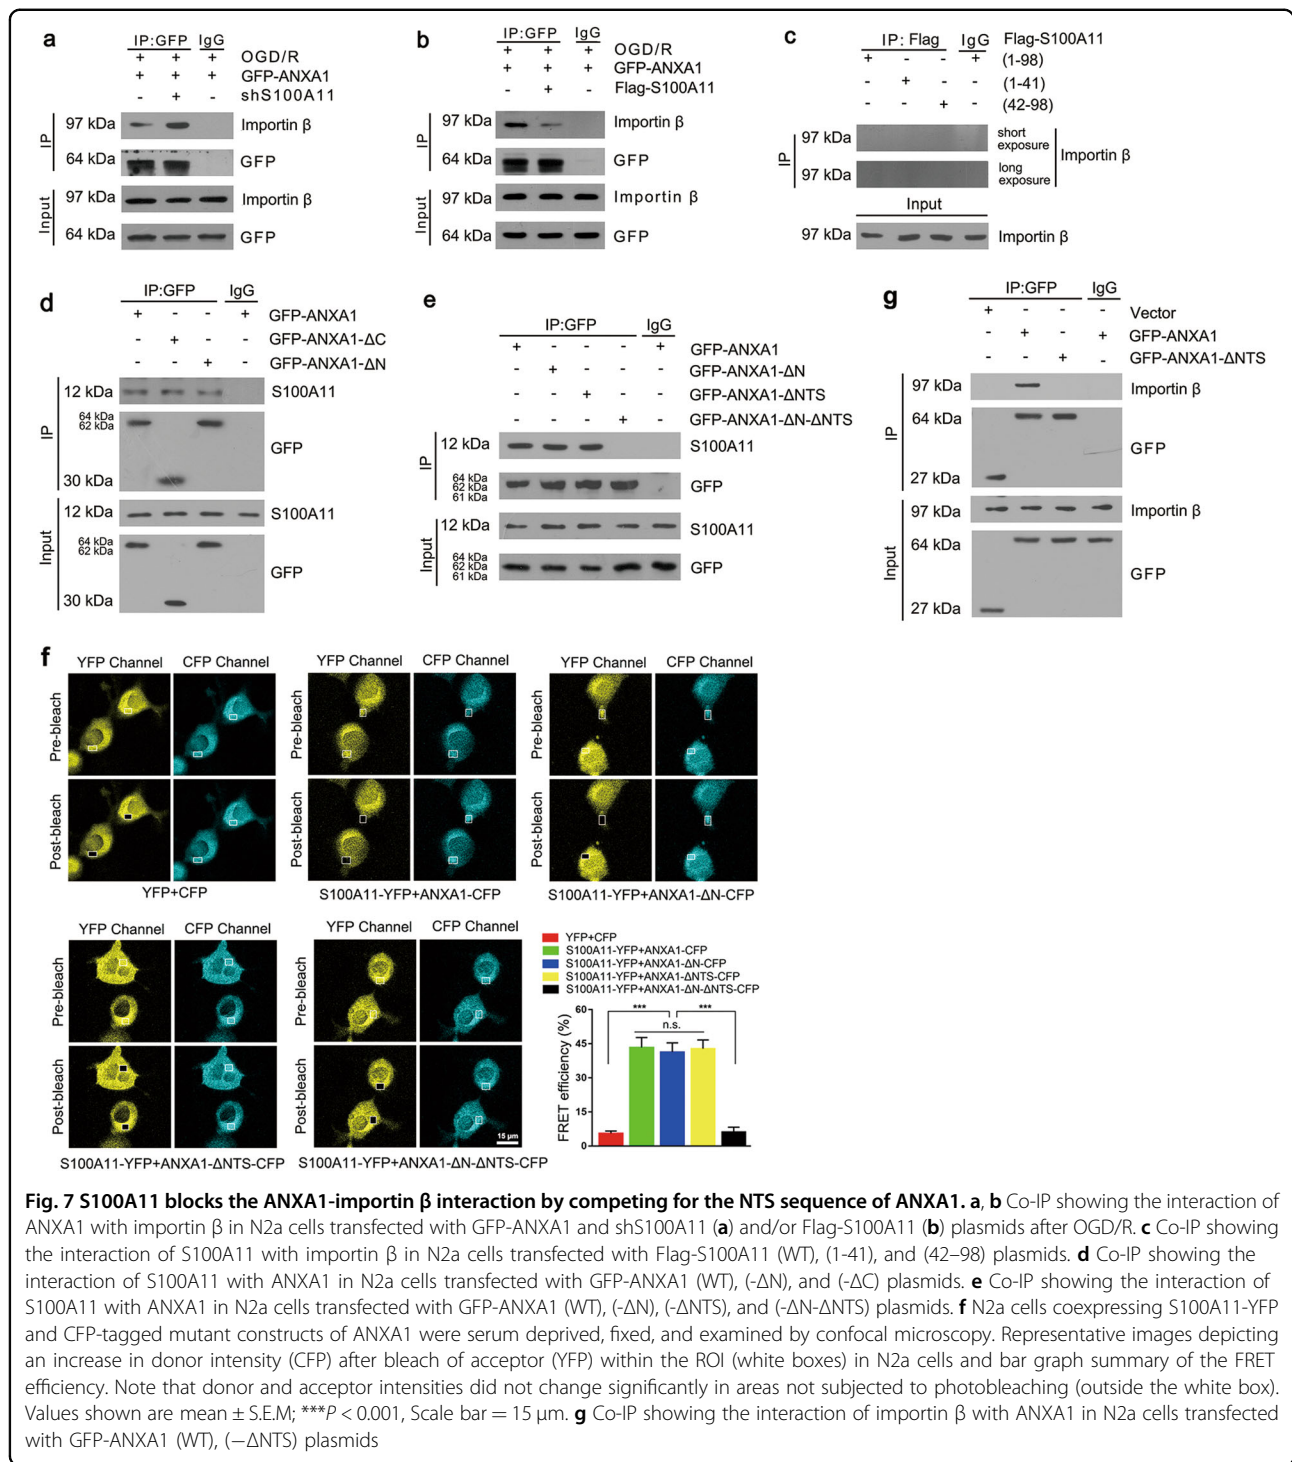 a
IP:GFP IgG
+ + + OGD/R
+ + + GFP-ANXA1
- + - shS100A11
IP
97 kDa Importin β
64 kDa GFP
Input
97 kDa Importin β
64 kDa GFP
b
IP:GFP IgG
+ + + OGD/R
+ + + GFP-ANXA1
- + - Flag-S100A11
IP
97 kDa Importin β
64 kDa GFP
Input
97 kDa Importin β
64 kDa GFP
c
IP: Flag IgG Flag-S100A11
+ - - + (1-98)
- + - - (1-41)
- - + - (42-98)
IP
97 kDa short exposure
97 kDa long exposure
Importin β
Input
97 kDa Importin β
d
IP:GFP IgG
+ - - + GFP-ANXA1
- + - - GFP-ANXA1-ΔC
- - + - GFP-ANXA1-ΔN
IP
12 kDa S100A11
64 kDa
62 kDa
GFP
30 kDa
Input
12 kDa S100A11
64 kDa
62 kDa
GFP
30 kDa
e
IP:GFP IgG
+ - - - + GFP-ANXA1
- + - - - GFP-ANXA1-ΔN
- - + - - GFP-ANXA1-ΔNTS
- - - + - GFP-ANXA1-ΔN-ΔNTS
IP
12 kDa S100A11
64 kDa
62 kDa GFP
61 kDa
Input
12 kDa S100A11
64 kDa
62 kDa GFP
61 kDa
g
IP:GFP IgG
+ - - - Vector
- + - + GFP-ANXA1
- - + - GFP-ANXA1-ΔNTS
IP
97 kDa Importin β
64 kDa
GFP
27 kDa
Input
97 kDa Importin β
64 kDa
GFP
27 kDa
f
YFP Channel CFP Channel
Pre-bleach
Post-bleach
YFP+CFP
YFP Channel CFP Channel
Pre-bleach
Post-bleach
S100A11-YFP+ANXA1-CFP
YFP Channel CFP Channel
Pre-bleach
Post-bleach
S100A11-YFP+ANXA1-ΔN-CFP
YFP Channel CFP Channel
Pre-bleach
Post-bleach
S100A11-YFP+ANXA1-ΔNTS-CFP
YFP Channel CFP Channel
Pre-bleach
Post-bleach
15 μm
S100A11-YFP+ANXA1-ΔN-ΔNTS-CFP
YFP+CFP
S100A11-YFP+ANXA1-CFP
S100A11-YFP+ANXA1-ΔN-CFP
S100A11-YFP+ANXA1-ΔNTS-CFP
S100A11-YFP+ANXA1-ΔN-ΔNTS-CFP
FRET efficiency (%)
60
45
30
15
0
*** ***
n.s.
Fig. 7 S100A11 blocks the ANXA1-importin β interaction by competing for the NTS sequence of ANXA1. a, b Co-IP showing the interaction of
ANXA1 with importin β in N2a cells transfected with GFP-ANXA1 and shS100A11 (a) and/or Flag-S100A11 (b) plasmids after OGD/R. c Co-IP showing
the interaction of S100A11 with importin β in N2a cells transfected with Flag-S100A11 (WT), (1-41), and (42–98) plasmids. d Co-IP showing the
interaction of S100A11 with ANXA1 in N2a cells transfected with GFP-ANXA1 (WT), (-ΔN), and (-ΔC) plasmids. e Co-IP showing the interaction of
S100A11 with ANXA1 in N2a cells transfected with GFP-ANXA1 (WT), (-ΔN), (-ΔNTS), and (-ΔN-ΔNTS) plasmids. f N2a cells coexpressing S100A11-YFP
and CFP-tagged mutant constructs of ANXA1 were serum deprived, fixed, and examined by confocal microscopy. Representative images depicting
an increase in donor intensity (CFP) after bleach of acceptor (YFP) within the ROI (white boxes) in N2a cells and bar graph summary of the FRET
efficiency. Note that donor and acceptor intensities did not change significantly in areas not subjected to photobleaching (outside the white box).
Values shown are mean ± S.E.M; ***P < 0.001, Scale bar = 15 μm. g Co-IP showing the interaction of importin β with ANXA1 in N2a cells transfected
with GFP-ANXA1 (WT), (−ΔNTS) plasmids